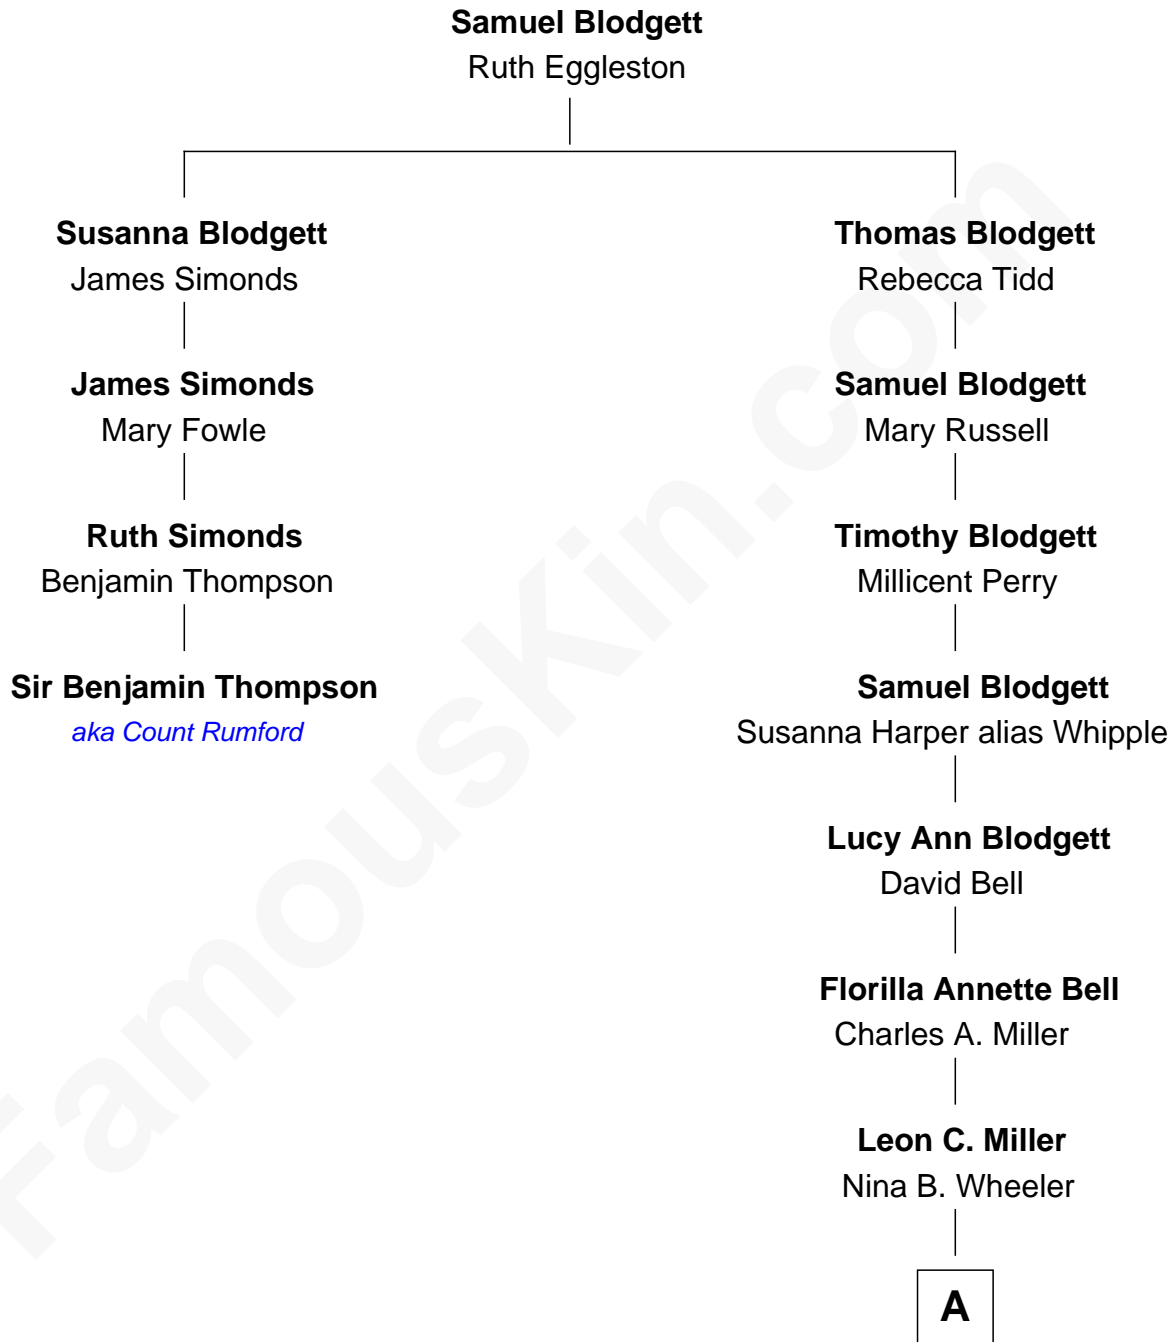 Samuel Blodgett
Ruth Eggleston
Susanna Blodgett
James Simonds
Thomas Blodgett
Rebecca Tidd
James Simonds
Mary Fowle
Samuel Blodgett
Mary Russell
Ruth Simonds
Benjamin Thompson
Timothy Blodgett
Millicent Perry
Sir Benjamin Thompson
aka Count Rumford
Samuel Blodgett
Susanna Harper alias Whipple
Lucy Ann Blodgett
David Bell
Florilla Annette Bell
Charles A. Miller
Leon C. Miller
Nina B. Wheeler
A
FamousKin.com